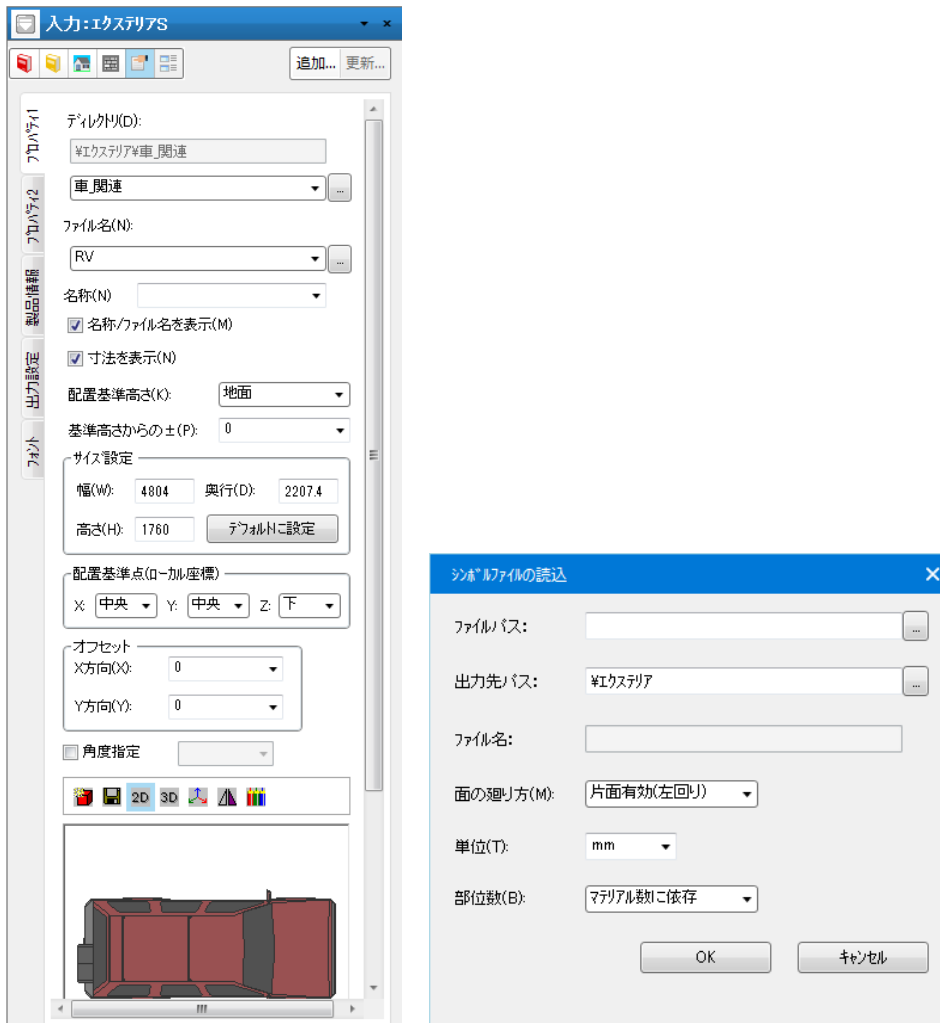 入力:ｴｸｽﾃﾘｱS
追加... 更新...
ﾌﾟﾛﾊﾟﾃｨ1
ﾌﾟﾛﾊﾟﾃｨ2
製品情報
出力設定
ﾌｫﾝﾄ
ﾃﾞｨﾚｸﾄﾘ(D):
¥ｴｸｽﾃﾘｱ¥車_関連
車_関連
...
ﾌｧｲﾙ名(N):
RV
...
名称(N)
名称/ﾌｧｲﾙ名を表示(M)
寸法を表示(N)
配置基準高さ(K): 地面
基準高さからの±(P): 0
ｻｲｽﾞ設定
幅(W): 4804 奥行(D): 2207.4
高さ(H): 1760 ﾃﾞﾌｫﾙﾄに設定
配置基準点(ﾛｰｶﾙ座標)
X: 中央 Y: 中央 Z: 下
ｵﾌｾｯﾄ
X方向(X): 0
Y方向(Y): 0
角度指定
2D 3D
ｼﾝﾎﾞﾙﾌｧｲﾙの読込
ﾌｧｲﾙパス: ...
出力先パス: ¥ｴｸｽﾃﾘｱ ...
ﾌｧｲﾙ名:
面の廻り方(M): 片面有効(左回り)
単位(T): mm
部位数(B): ﾏﾃﾘｱﾙ数に依存
OK ｷｬﾝｾﾙ